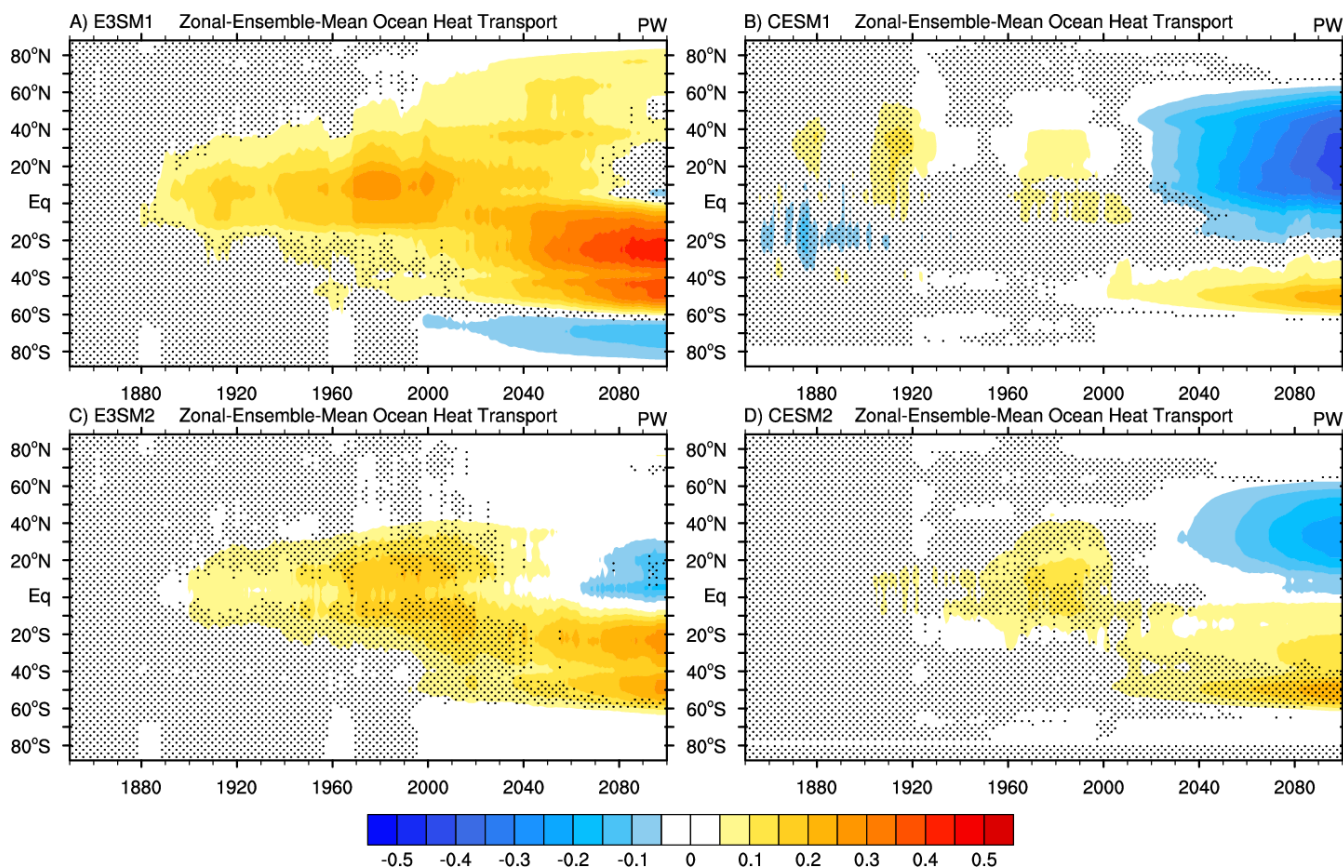 A) E3SM1 Zonal-Ensemble-Mean Ocean Heat Transport PW
B) CESM1 Zonal-Ensemble-Mean Ocean Heat Transport PW
80°N 80°N
60°N 60°N
40°N 40°N
20°N 20°N
Eq Eq
20°S 20°S
40°S 40°S
60°S 60°S
80°S 80°S
1880 1920 1960 2000 2040 2080 1880 1920 1960 2000 2040 2080
C) E3SM2 Zonal-Ensemble-Mean Ocean Heat Transport PW
D) CESM2 Zonal-Ensemble-Mean Ocean Heat Transport PW
80°N 80°N
60°N 60°N
40°N 40°N
20°N 20°N
Eq Eq
20°S 20°S
40°S 40°S
60°S 60°S
80°S 80°S
1880 1920 1960 2000 2040 2080 1880 1920 1960 2000 2040 2080
-0.5 -0.4 -0.3 -0.2 -0.1 0 0.1 0.2 0.3 0.4 0.5